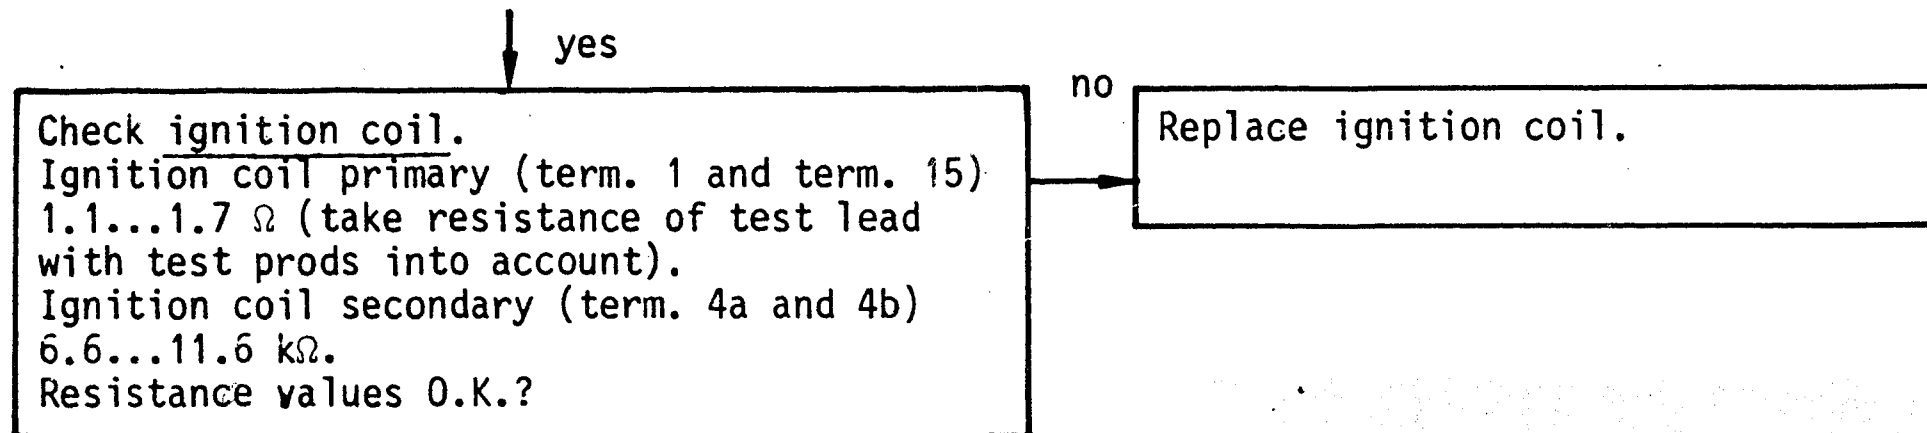 yes
Check ignition coil.
Ignition coil primary (term. 1 and term. 15)
1.1...1.7 Ω (take resistance of test lead
with test prods into account).
Ignition coil secondary (term. 4a and 4b)
6.6...11.6 kΩ.
Resistance values O.K.?
no
Replace ignition coil.